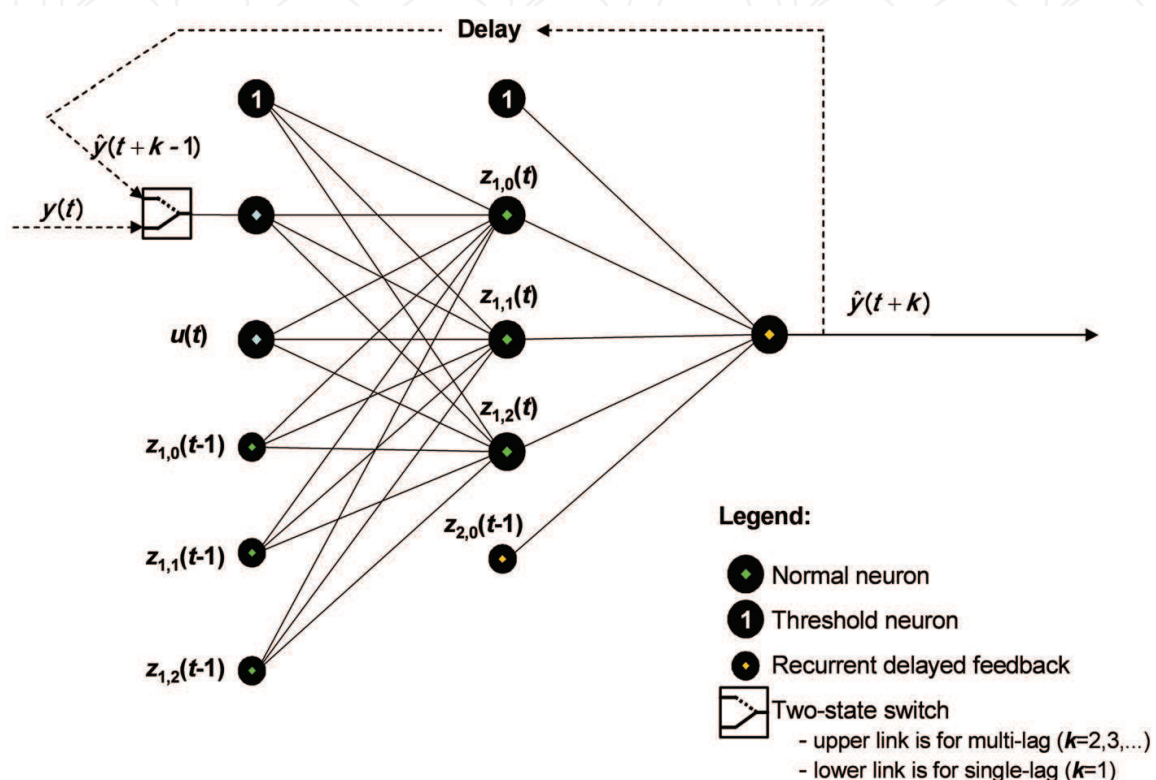 Delay
1
1
ŷ(t + k - 1)
z1,0(t)
y(t)
z1,1(t)
ŷ(t + k)
u(t)
z1,2(t)
z1,0(t-1)
z2,0(t-1)
z1,1(t-1)
z1,2(t-1)
Legend:
Normal neuron
1 Threshold neuron
Recurrent delayed feedback
Two-state switch
- upper link is for multi-lag (k=2,3,...)
- lower link is for single-lag (k=1)